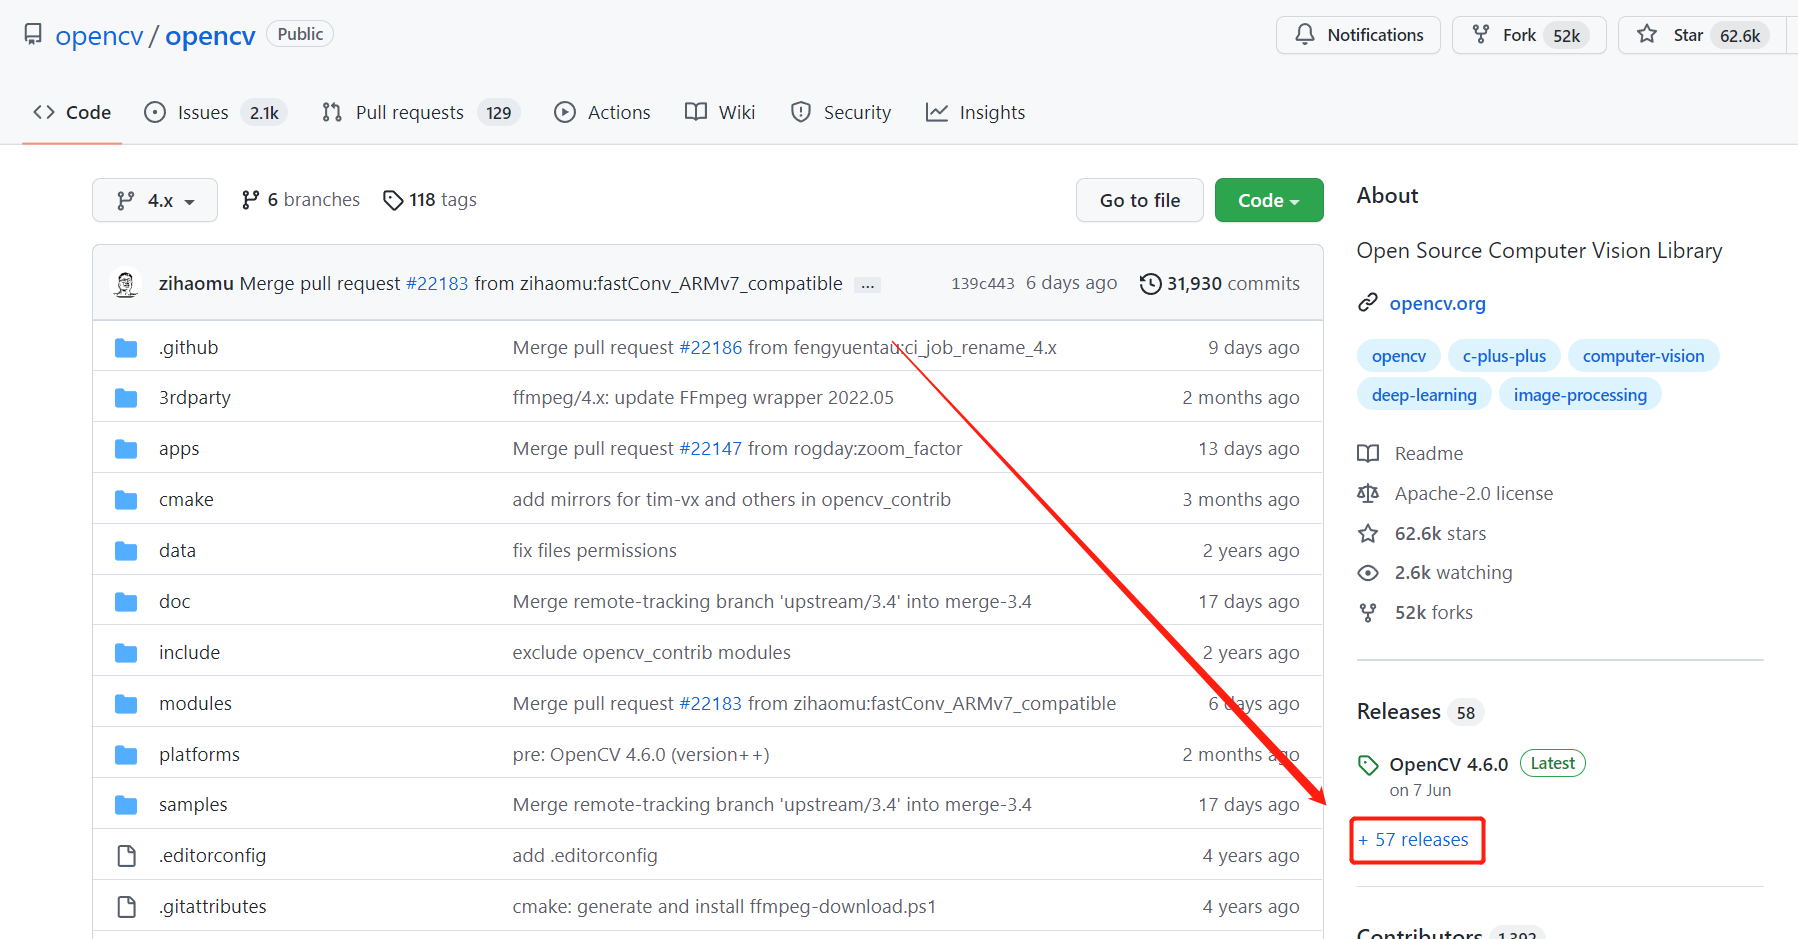 opencv / opencv Public
Notifications Fork 52k Star 62.6k
Code Issues 2.1k Pull requests 129 Actions Wiki Security Insights
4.x 6 branches 118 tags Go to file Code
zihaomu Merge pull request #22183 from zihaomu:fastConv_ARMv7_compatible ... 139c443 6 days ago 31,930 commits
.github Merge pull request #22186 from fengyuentau:ci_job_rename_4.x 9 days ago
3rdparty ffmpeg/4.x: update FFmpeg wrapper 2022.05 2 months ago
apps Merge pull request #22147 from rogday:zoom_factor 13 days ago
cmake add mirrors for tim-vx and others in opencv_contrib 3 months ago
data fix files permissions 2 years ago
doc Merge remote-tracking branch 'upstream/3.4' into merge-3.4 17 days ago
include exclude opencv_contrib modules 2 years ago
modules Merge pull request #22183 from zihaomu:fastConv_ARMv7_compatible 6 days ago
platforms pre: OpenCV 4.6.0 (version++) 2 months ago
samples Merge remote-tracking branch 'upstream/3.4' into merge-3.4 17 days ago
.editorconfig add .editorconfig 4 years ago
.gitattributes cmake: generate and install ffmpeg-download.ps1 4 years ago
About
Open Source Computer Vision Library
opencv.org
opencv c-plus-plus computer-vision
deep-learning image-processing
Readme
Apache-2.0 license
62.6k stars
2.6k watching
52k forks
Releases 58
OpenCV 4.6.0 Latest
on 7 Jun
+ 57 releases
Contributors 1,392